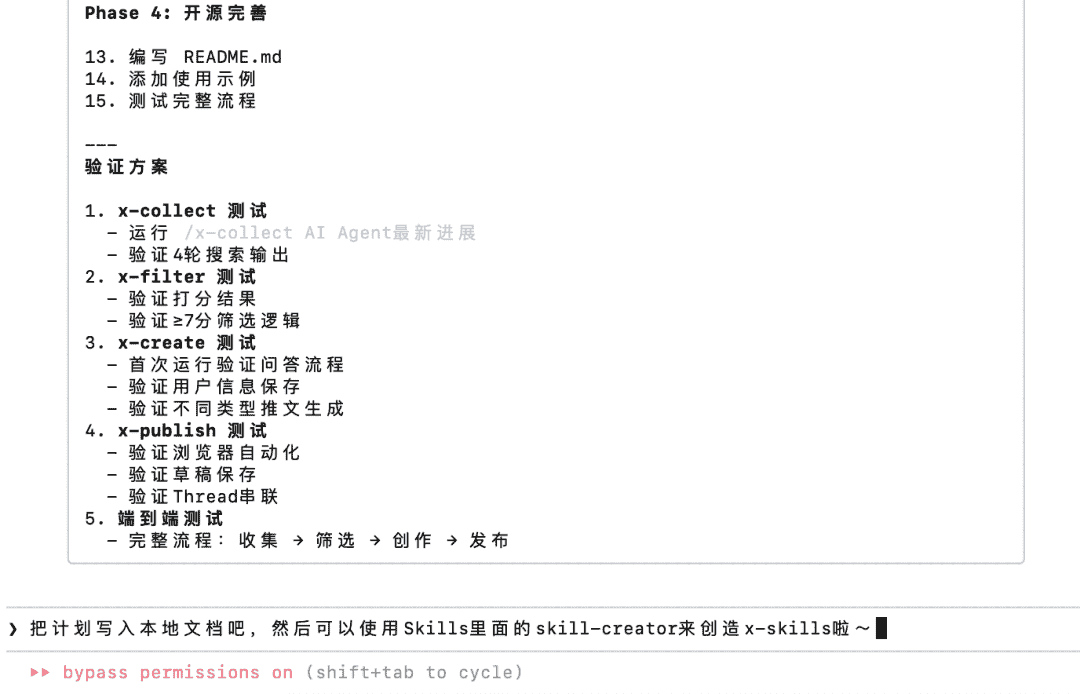 Phase 4: 开源完善
13. 编写 README.md
14. 添加使用示例
15. 测试完整流程
———
验证方案
1. x-collect 测试
– 运行 /x-collect AI Agent最新进展
– 验证4轮搜索输出
2. x-filter 测试
– 验证打分结果
– 验证≥7分筛选逻辑
3. x-create 测试
– 首次运行验证问答流程
– 验证用户信息保存
– 验证不同类型推文生成
4. x-publish 测试
– 验证浏览器自动化
– 验证草稿保存
– 验证Thread串联
5. 端到端测试
– 完整流程: 收集 → 筛选 → 创作 → 发布
❯ 把计划写入本地文档吧, 然后可以使用Skills里面的skill-creator来创造x-skills啦～
▸▸ bypass permissions on (shift+tab to cycle)